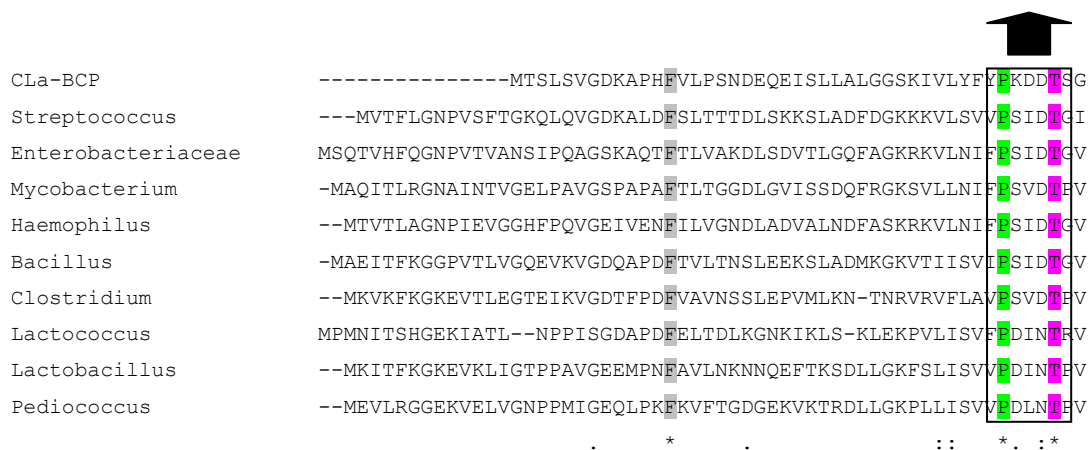 CLa-BCP ---------------MTSLSVGDKAPHFVLPSNDEQEISLLALGGSKIVLYFYPKDDTSG
Streptococcus ---MVTFLGNPVSFTGKQLQVGDKALDFSLTTTDLSKKSLADFDGKKKVLSVVPSIDTGI
Enterobacteriaceae MSQTVHFQGNPVTVANSIPQAGSKAQTFTLVAKDLSDVTLGQFAGKRKVLNIFPSIDTGV
Mycobacterium -MAQITLRGNAINTVGELPAVGSPAPAFTLTGGDLGVISSDQFRGKSVLLNIFPSVDTPV
Haemophilus --MTVTLAGNPIEVGGHFPQVGEIVENFILVGNDLADVALNDFASKRKVLNIFPSIDTGV
Bacillus -MAEITFKGGPVTLVGQEVKVGDQAPDFTVLTNSLEEKSLADMKGKVTIISVIPSIDTGV
Clostridium --MKVKFKGKEVTLEGTEIKVGDTFPDFVAVNSSLEPVMLKN-TNRVRVFLAVPSVDTPV
Lactococcus MPMNITSHGEKIATL--NPPISGDAPDFELTDLKGNKIKLS-KLEKPVLISVFPDINTRV
Lactobacillus --MKITFKGKEVKLIGTPPAVGEEMPNFAVLNKNNQEFTKSDLLGKFSLISVVPDINTPV
Pediococcus --MEVLRGGEKVELVGNPPMIGEQLPKFKVFTGDGEKVKTRDLLGKPLLISVVPDLNTPV
. * . :: *. :*